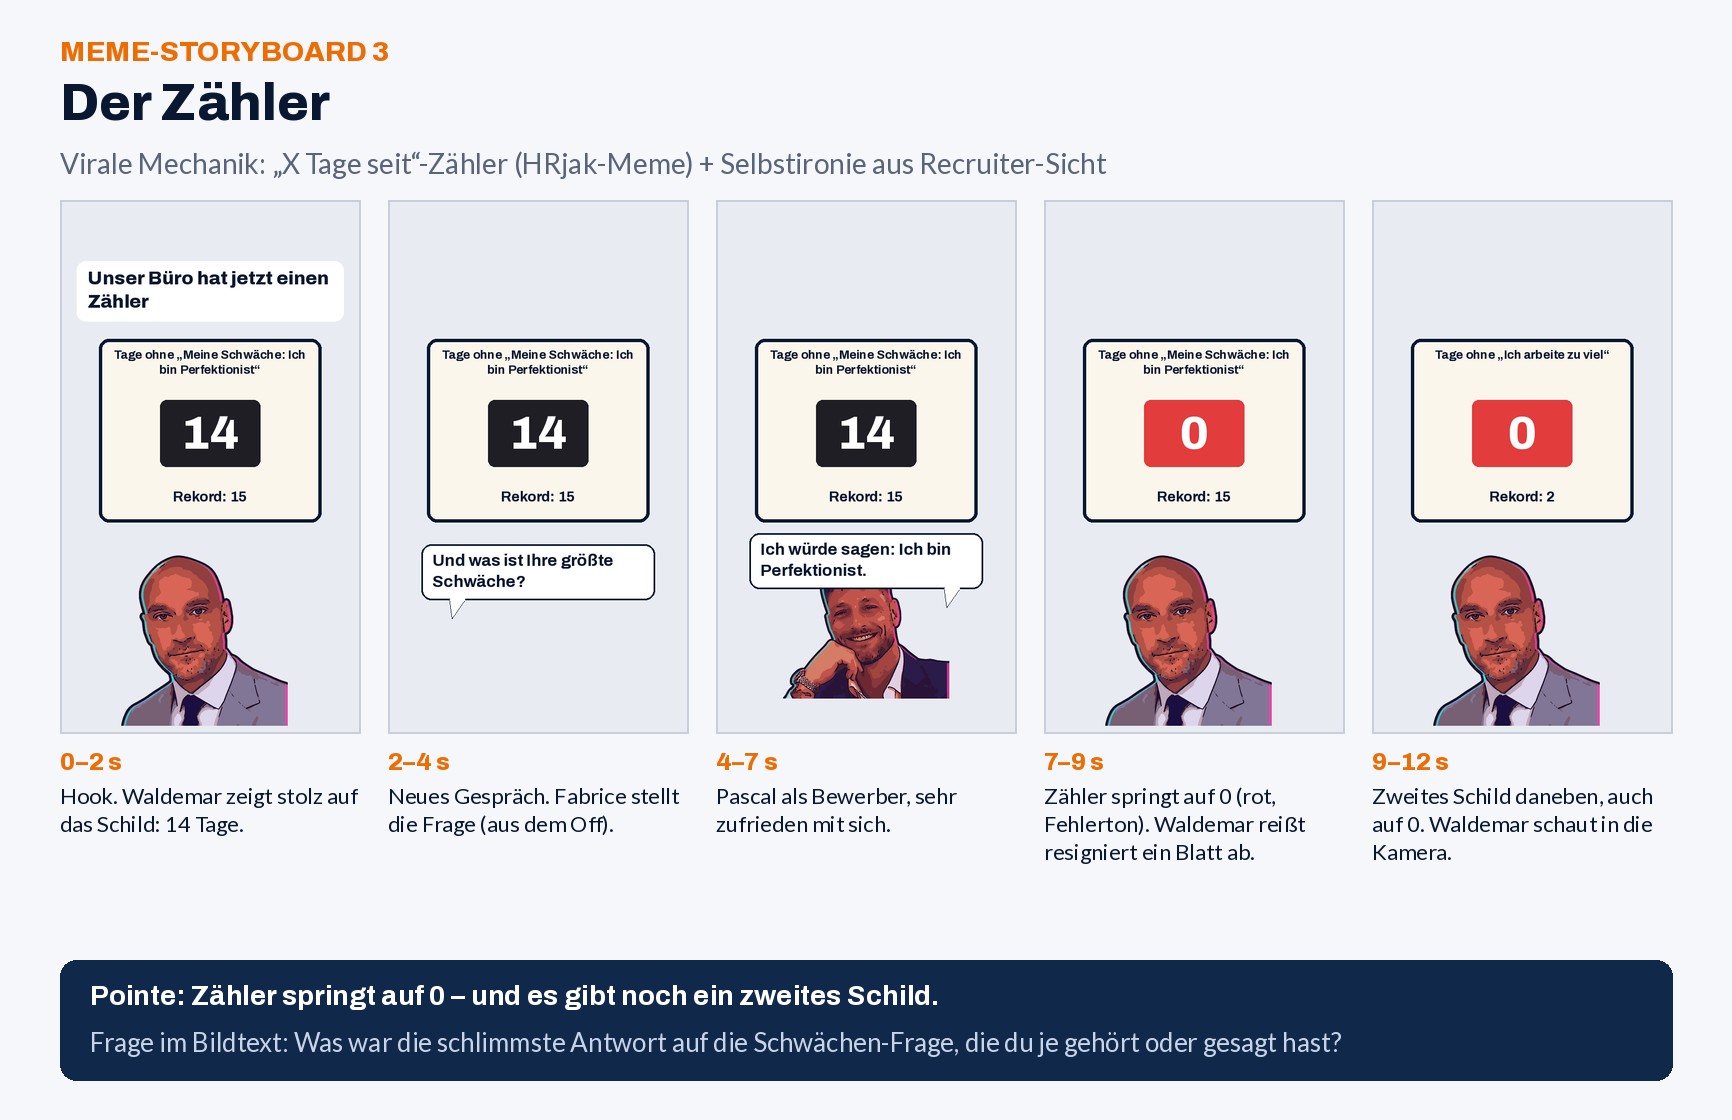 MEME-STORYBOARD 3
Der Zähler
Virale Mechanik: „X Tage seit“-Zähler (HRjak-Meme) + Selbstironie aus Recruiter-Sicht
Unser Büro hat jetzt einen
Zähler
Tage ohne „Meine Schwäche: Ich
bin Perfektionist“
14
Rekord: 15
0–2 s
Hook. Waldemar zeigt stolz auf
das Schild: 14 Tage.
Tage ohne „Meine Schwäche: Ich
bin Perfektionist“
14
Rekord: 15
Und was ist Ihre größte
Schwäche?
2–4 s
Neues Gespräch. Fabrice stellt
die Frage (aus dem Off).
Tage ohne „Meine Schwäche: Ich
bin Perfektionist“
14
Rekord: 15
Ich würde sagen: Ich bin
Perfektionist.
4–7 s
Pascal als Bewerber, sehr
zufrieden mit sich.
Tage ohne „Meine Schwäche: Ich
bin Perfektionist“
0
Rekord: 15
7–9 s
Zähler springt auf 0 (rot,
Fehlerton). Waldemar reißt
resigniert ein Blatt ab.
Tage ohne „Ich arbeite zu viel“
0
Rekord: 2
9–12 s
Zweites Schild daneben, auch
auf 0. Waldemar schaut in die
Kamera.
Pointe: Zähler springt auf 0 – und es gibt noch ein zweites Schild.
Frage im Bildtext: Was war die schlimmste Antwort auf die Schwächen-Frage, die du je gehört oder gesagt hast?